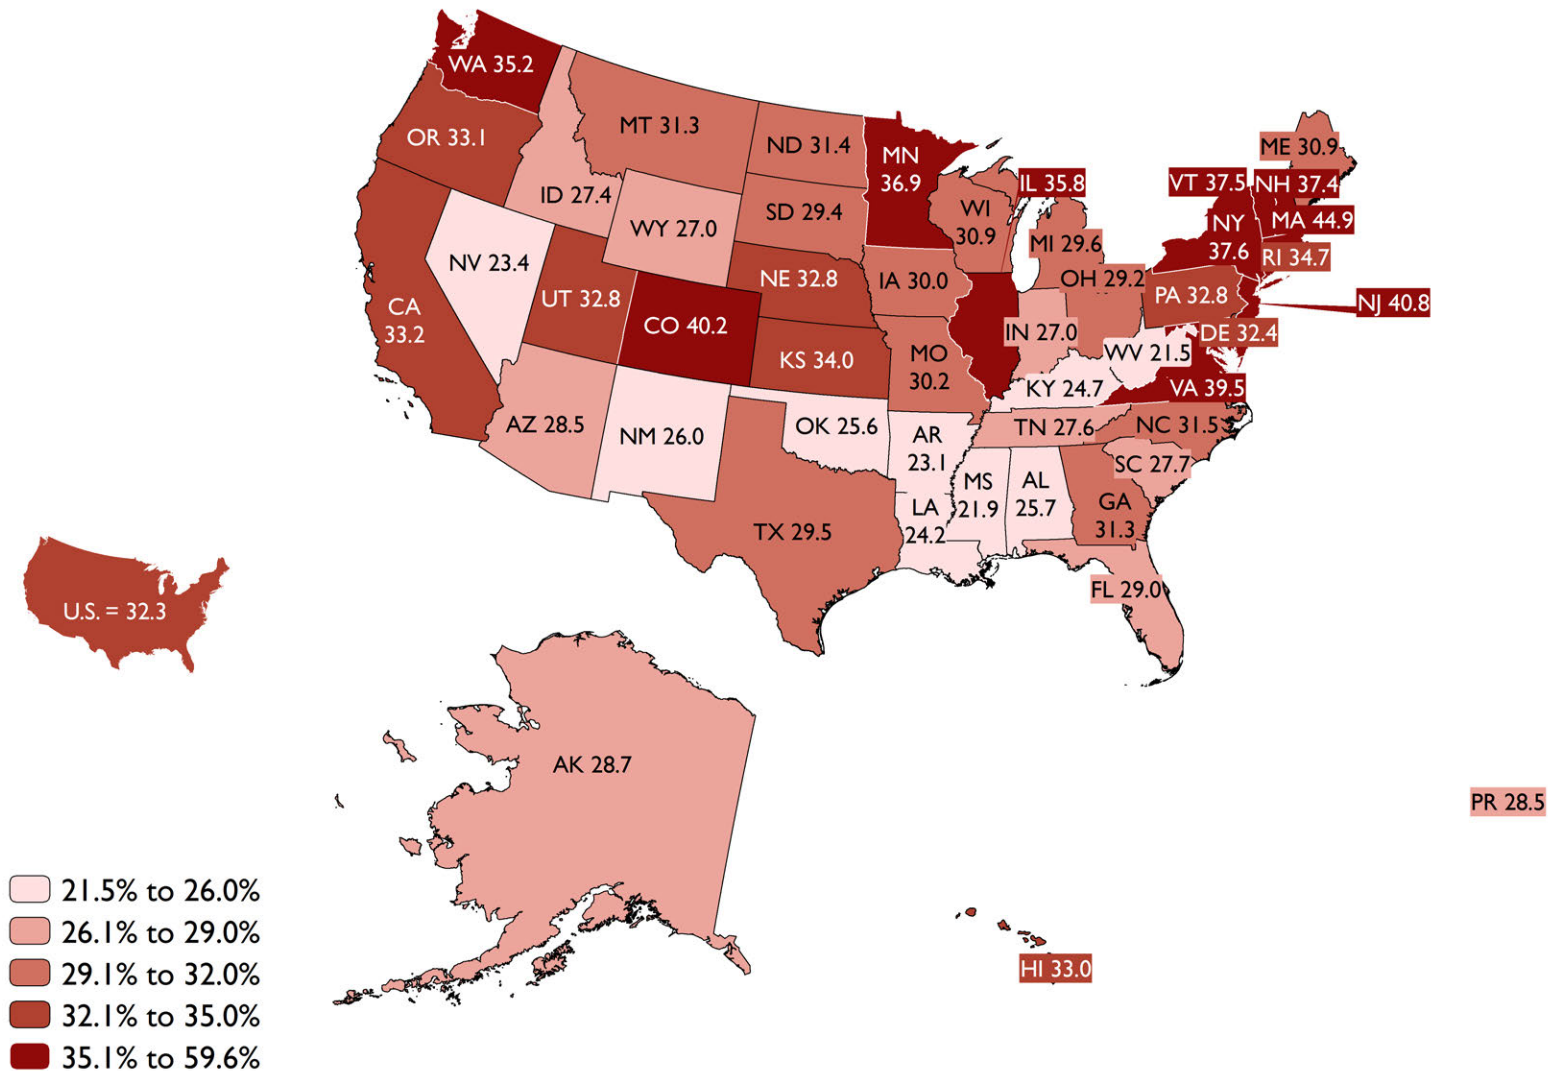 WA 35.2
OR 33.1
MT 31.3
ND 31.4
MN
36.9
ID 27.4
WY 27.0
SD 29.4
WI
30.9
IL 35.8
MI 29.6
ME 30.9
VT 37.5
NH 37.4
NY
37.6
MA 44.9
RI 34.7
NV 23.4
UT 32.8
CA
33.2
CO 40.2
NE 32.8
IA 30.0
OH 29.2
PA 32.8
NJ 40.8
DE 32.4
IN 27.0
WV 21.5
KS 34.0
MO
30.2
KY 24.7
VA 39.5
AZ 28.5
NM 26.0
OK 25.6
AR
23.1
TN 27.6
NC 31.5
SC 27.7
MS
21.9
AL
25.7
GA
31.3
LA
24.2
TX 29.5
FL 29.0
U.S. = 32.3
AK 28.7
PR 28.5
HI 33.0
21.5% to 26.0%
26.1% to 29.0%
29.1% to 32.0%
32.1% to 35.0%
35.1% to 59.6%